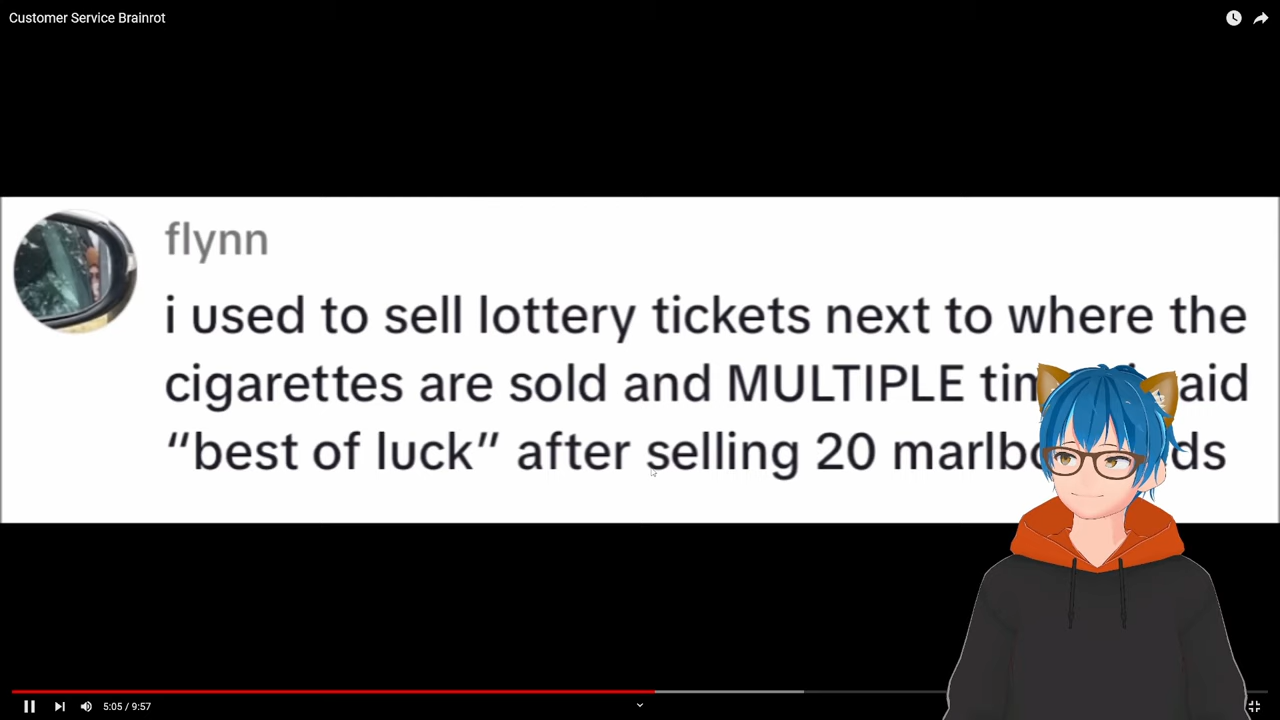 Customer Service Brainrot
flynn
i used to sell lottery tickets next to where the
cigarettes are sold and MULTIPLE
“best of luck” after selling 20
5:05 / 9:57